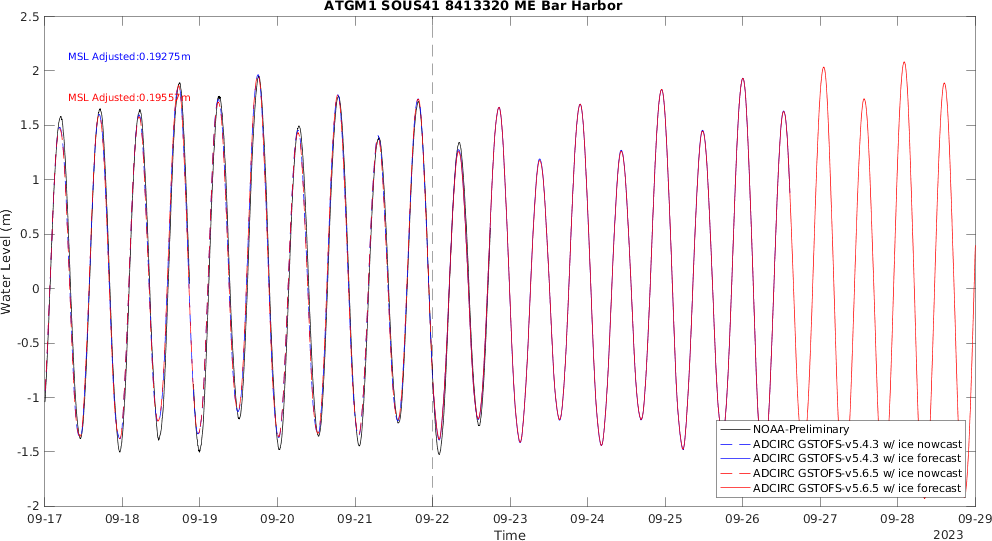 ATGM1 SOUS41 8413320 ME Bar Harbor
2.5
2
1.5
1
0.5
0
-0.5
-1
-1.5
-2
Water Level (m)
MSL Adjusted:0.19275m
MSL Adjusted:0.19557m
NOAA-Preliminary
ADCIRC GSTOFS-v5.4.3 w/ ice nowcast
ADCIRC GSTOFS-v5.4.3 w/ ice forecast
ADCIRC GSTOFS-v5.6.5 w/ ice nowcast
ADCIRC GSTOFS-v5.6.5 w/ ice forecast
09-17 09-18 09-19 09-20 09-21 09-22 09-23 09-24 09-25 09-26 09-27 09-28 09-29
Time
2023